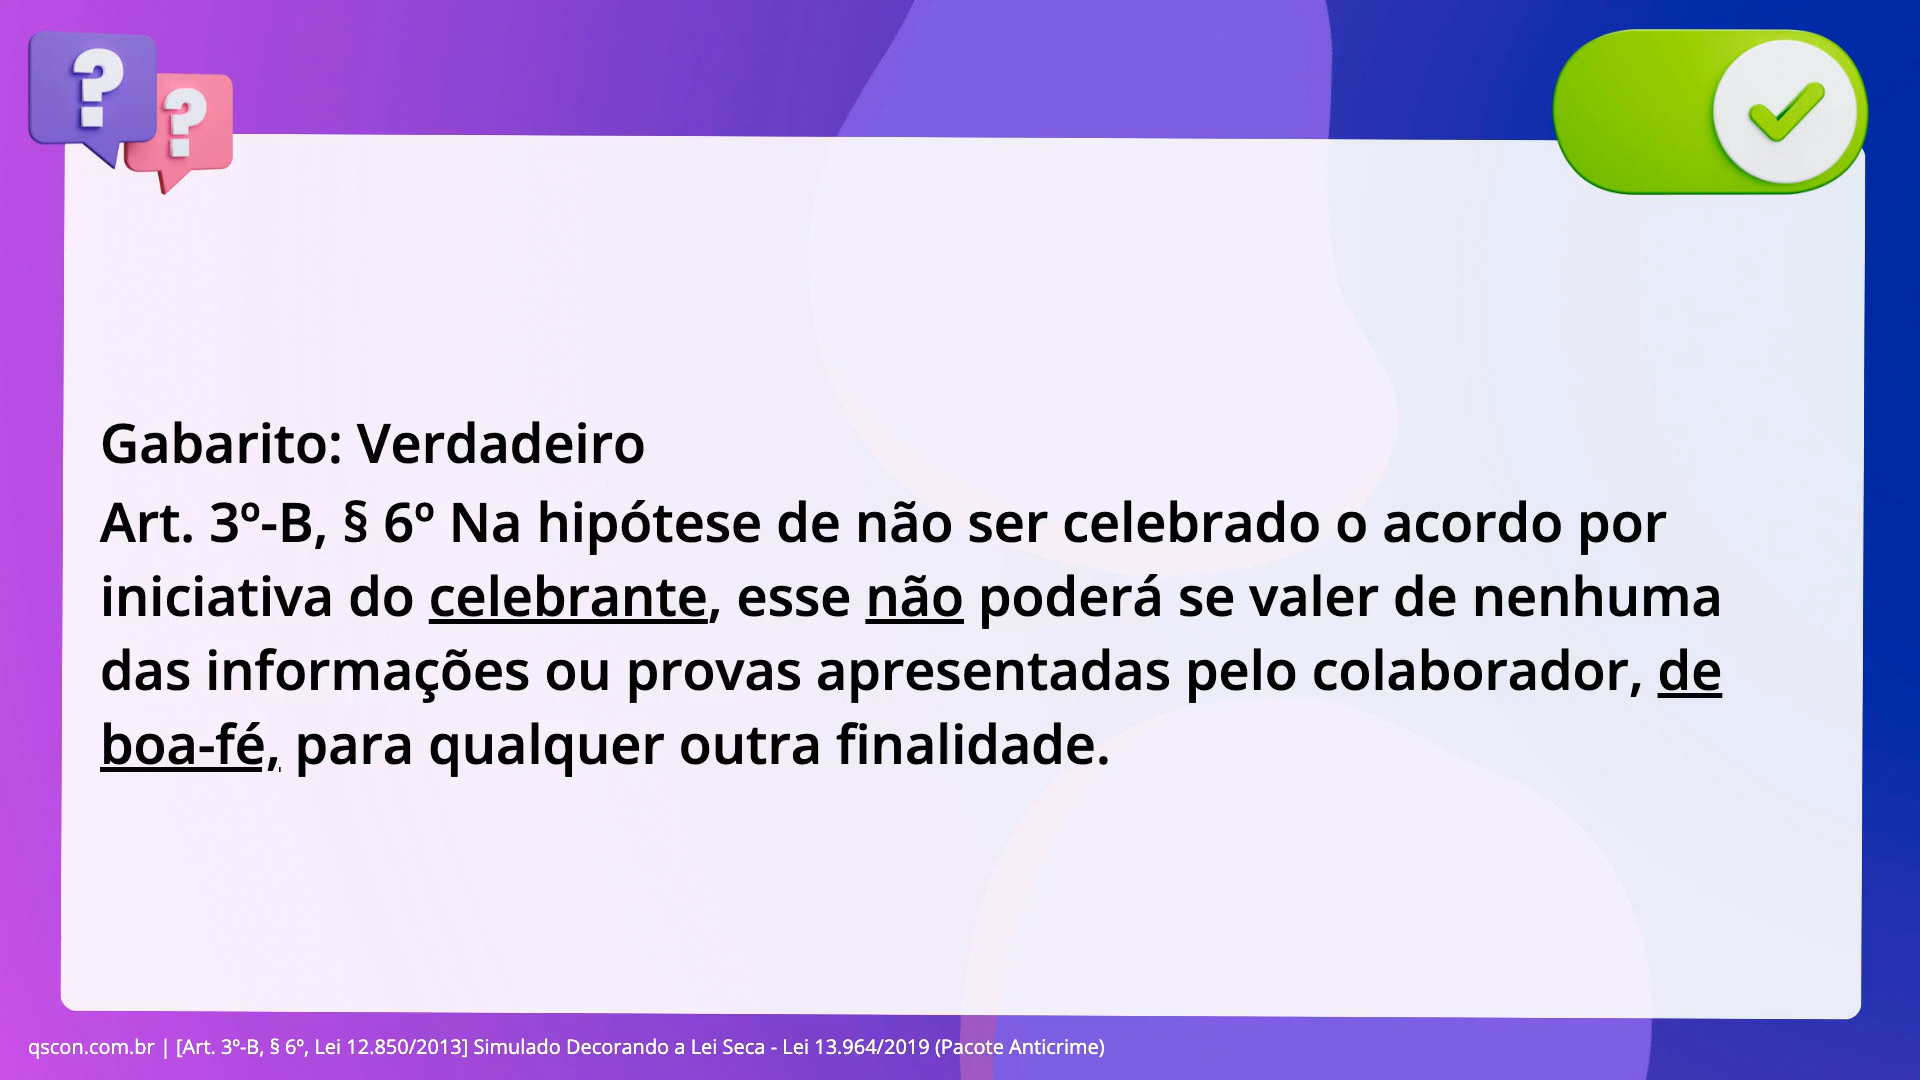 Gabarito: Verdadeiro
Art. 3º-B, § 6º Na hipótese de não ser celebrado o acordo por
iniciativa do celebrante, esse não poderá se valer de nenhuma
das informações ou provas apresentadas pelo colaborador, de
boa-fé, para qualquer outra finalidade.
qscon.com.br | [Art. 3º-B, § 6º, Lei 12.850/2013] Simulado Decorando a Lei Seca - Lei 13.964/2019 (Pacote Anticrime)